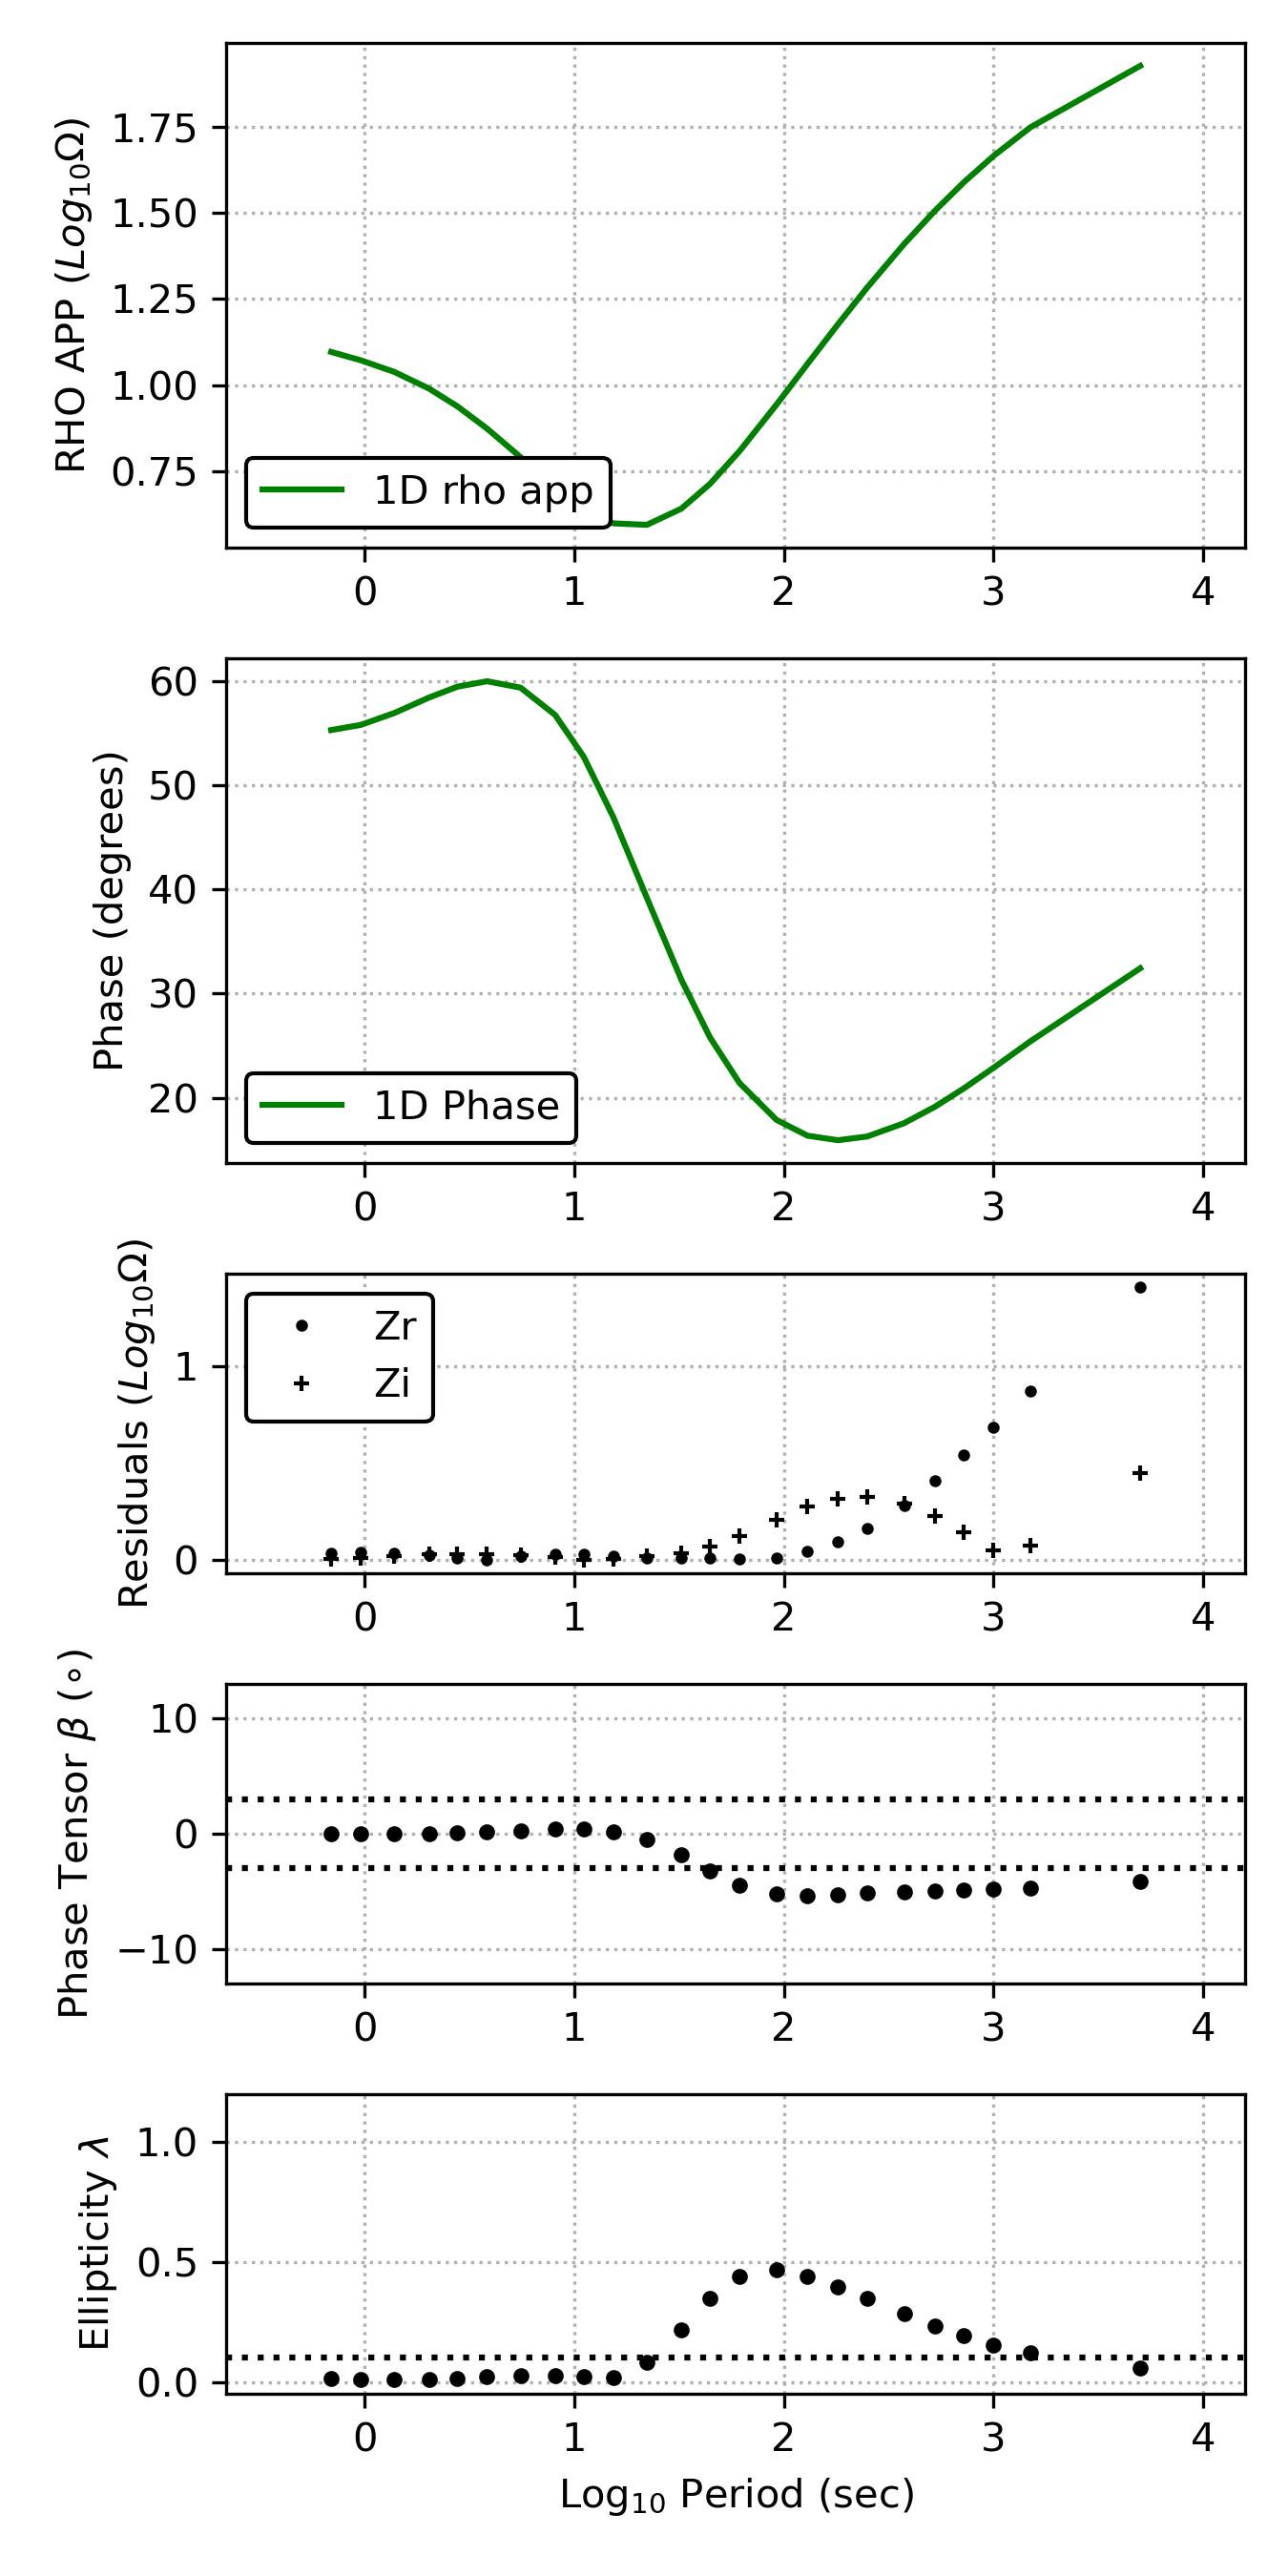 RHO APP (Log₁₀Ω)
1.75
1.50
1.25
1.00
0.75
1D rho app
0 1 2 3 4
Phase (degrees)
60
50
40
30
20
1D Phase
0 1 2 3 4
Residuals (Log₁₀Ω)
1
0
Zr
Zi
0 1 2 3 4
Phase Tensor β (∘)
10
0
−10
0 1 2 3 4
Ellipticity λ
1.0
0.5
0.0
0 1 2 3 4
Log₁₀ Period (sec)